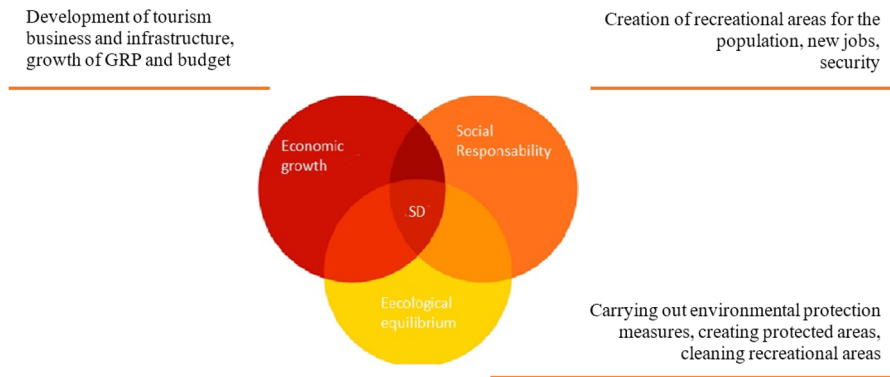 Development of tourism
business and infrastructure,
growth of GRP and budget
Creation of recreational areas for the
population, new jobs,
security
Economic
growth
Social
Responsability
.SD
Eecological
equilibrium
Carrying out environmental protection
measures, creating protected areas,
cleaning recreational areas